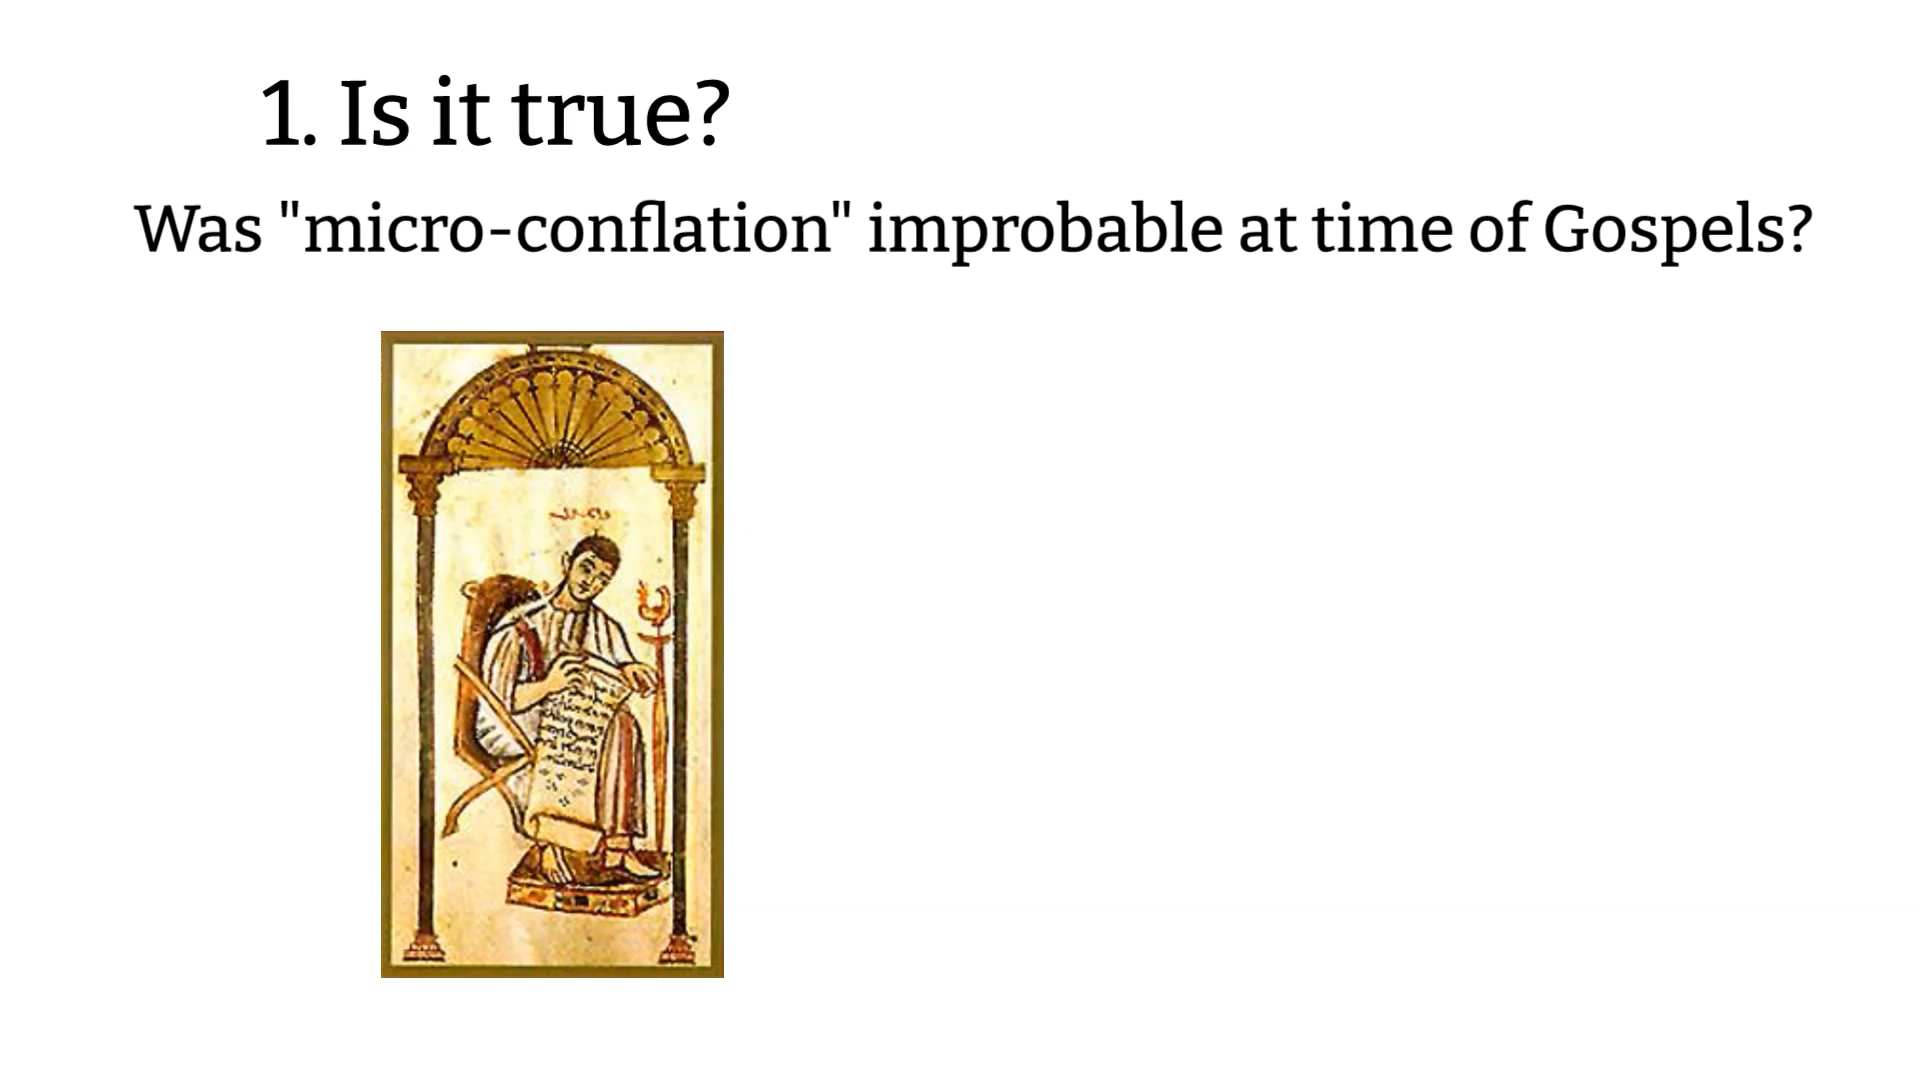 1. Is it true?
Was "micro-conflation" improbable at time of Gospels?